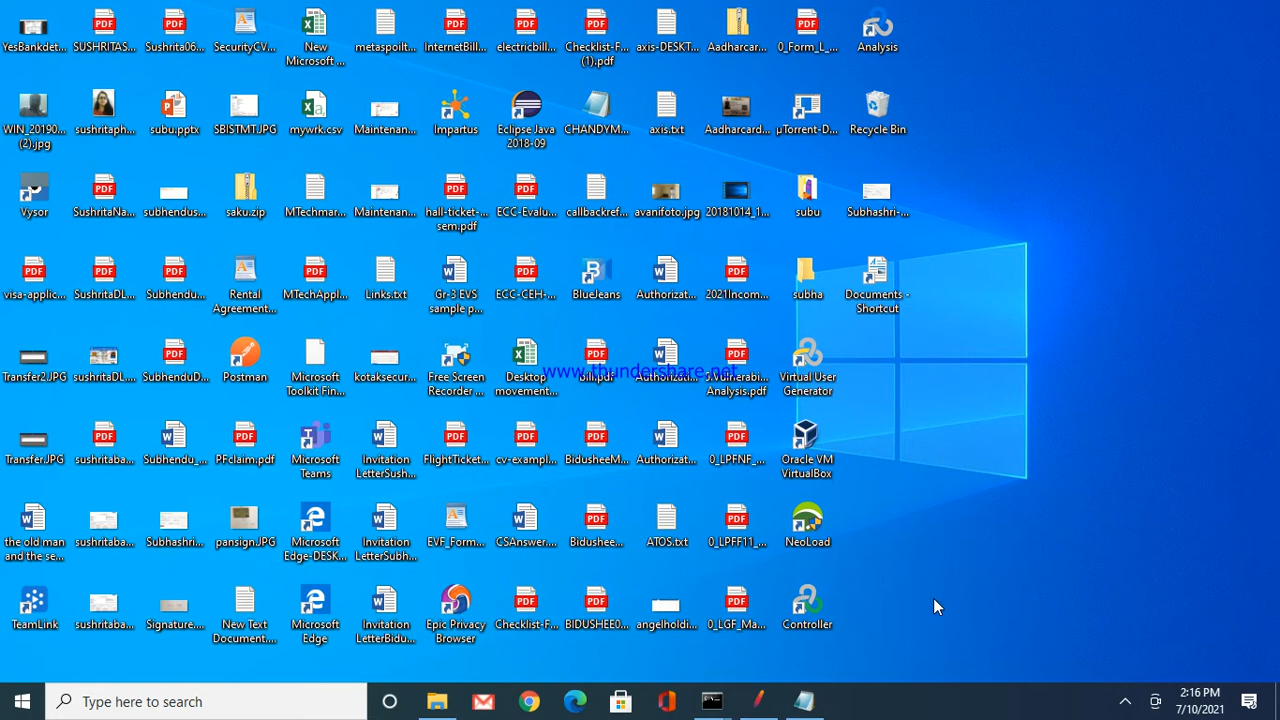 YesBankdet...
SUSHRITAS...
Sushrita06...
SecurityCV...
New
Microsoft ...
metaspoilt...
InternetBill...
electricbill...
Checklist-F...
(1).pdf
axis-DESKT...
Aadharcar...
0_Form_L_...
Analysis
WIN_20190...
(2).jpg
sushritaph...
subu.pptx
SBISTMT.JPG
mywrk.csv
Maintenan...
Impartus
Eclipse Java
2018-09
CHANDYM...
axis.txt
Aadharcard...
µTorrent-D...
Recycle Bin
Vysor
SushritaNa...
subhendus...
saku.zip
MTechmar...
Maintenan...
hall-ticket-...
sem.pdf
ECC-Evalu...
callbackref...
avanifoto.jpg
20181014_1...
subu
Subhashri-...
visa-applic...
SushritaDL...
Subhendu...
Rental
Agreement...
MTechAppl...
Links.txt
Gr-3 EVS
sample p...
ECC-CEH-...
BlueJeans
Authorizat...
2021Incom...
subha
Documents -
Shortcut
Transfer2.JPG
sushritaDL...
SubhenduD...
Postman
Microsoft
Toolkit Fin...
kotaksecur...
Free Screen
Recorder ...
Desktop
movement...
bill.pdf
Authorizati...
Analysis.pdf
Virtual User
Generator
www.thundershare.net
Transfer.JPG
sushritaba...
Subhendu_...
PFclaim.pdf
Microsoft
Teams
Invitation
LetterSush...
FlightTicket...
cv-exampl...
BidusheeM...
Authorizat...
0_LPFNF_...
Oracle VM
VirtualBox
the old man
and the se...
sushritaba...
Subhashri...
pansign.JPG
Microsoft
Edge-DESK...
Invitation
LetterSubh...
EVF_Form...
CSAnswer....
Bidushee...
ATOS.txt
0_LPFF11_...
NeoLoad
TeamLink
sushritaba...
Signature....
New Text
Document....
Microsoft
Edge
Invitation
LetterBidu...
Epic Privacy
Browser
Checklist-F...
BIDUSHEE0...
angelholdi...
0_LGF_Ma...
Controller
Type here to search
2:16 PM
7/10/2021